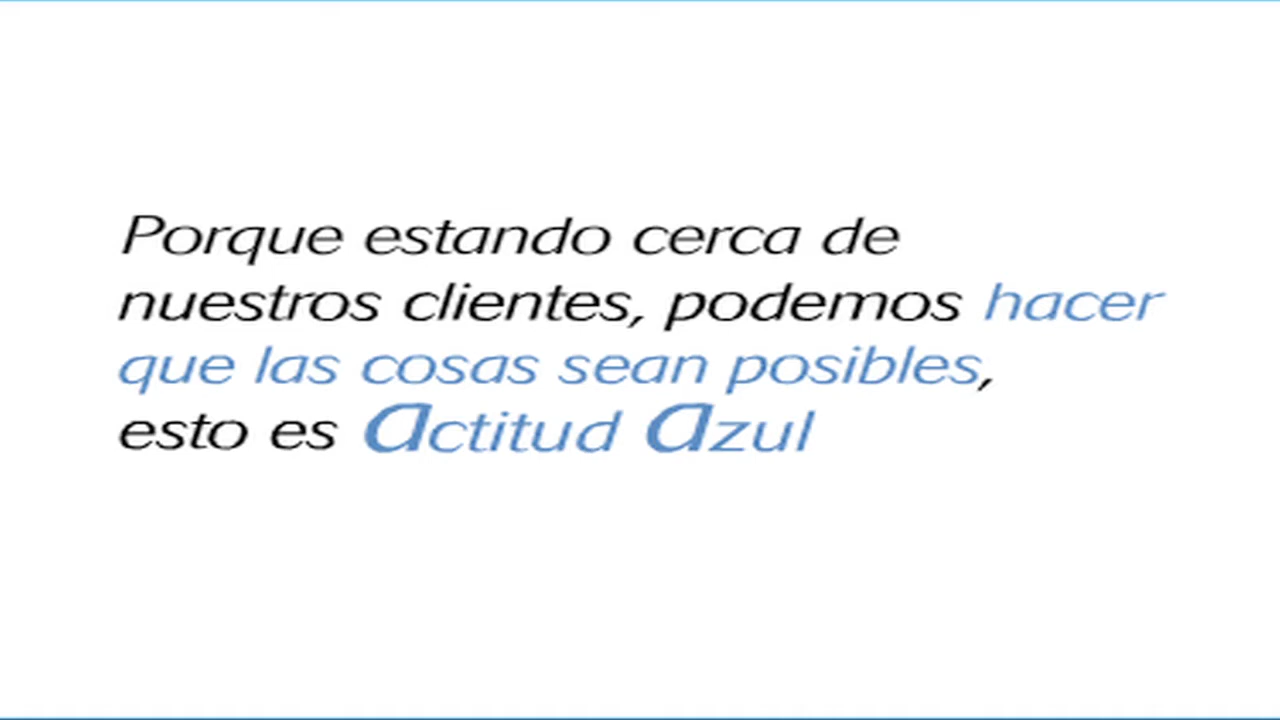 Porque estando cerca de
nuestros clientes, podemos hacer
que las cosas sean posibles,
esto es actitud azul